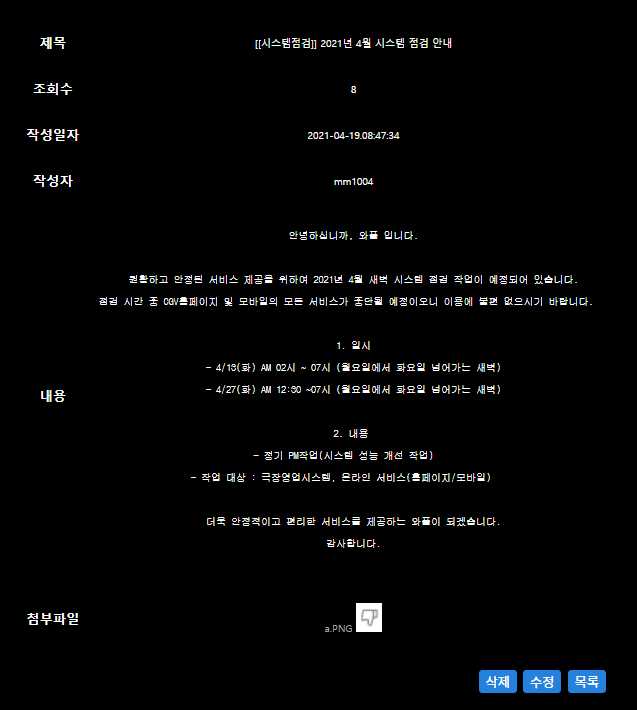 제목 [[시스템점검]] 2021년 4월 시스템 점검 안내
조회수 8
작성일자 2021-04-19.08:47:34
작성자 mm1004
안녕하십니까, 와플 입니다.
원활하고 안정된 서비스 제공을 위하여 2021년 4월 새벽 시스템 점검 작업이 예정되어 있습니다.
점검 시간 중 CGV홈페이지 및 모바일의 모든 서비스가 중단될 예정이오니 이용에 불편 없으시기 바랍니다.
1. 일시
- 4/13(화) AM 02시 ~ 07시 (월요일에서 화요일 넘어가는 새벽)
- 4/27(화) AM 12:30 ~07시 (월요일에서 화요일 넘어가는 새벽)
내용
2. 내용
- 정기 PM작업(시스템 성능 개선 작업)
- 작업 대상 : 극장영업시스템, 온라인 서비스(홈페이지/모바일)
더욱 안정적이고 편리한 서비스를 제공하는 와플이 되겠습니다.
감사합니다.
첨부파일 a.PNG
삭제 수정 목록